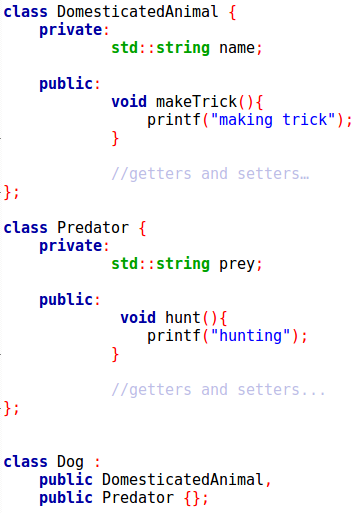 class DomesticatedAnimal {
private:
std::string name;
public:
void makeTrick(){
printf("making trick");
}
//getters and setters…
};
class Predator {
private:
std::string prey;
public:
void hunt(){
printf("hunting");
}
//getters and setters...
};
class Dog :
public DomesticatedAnimal,
public Predator {};